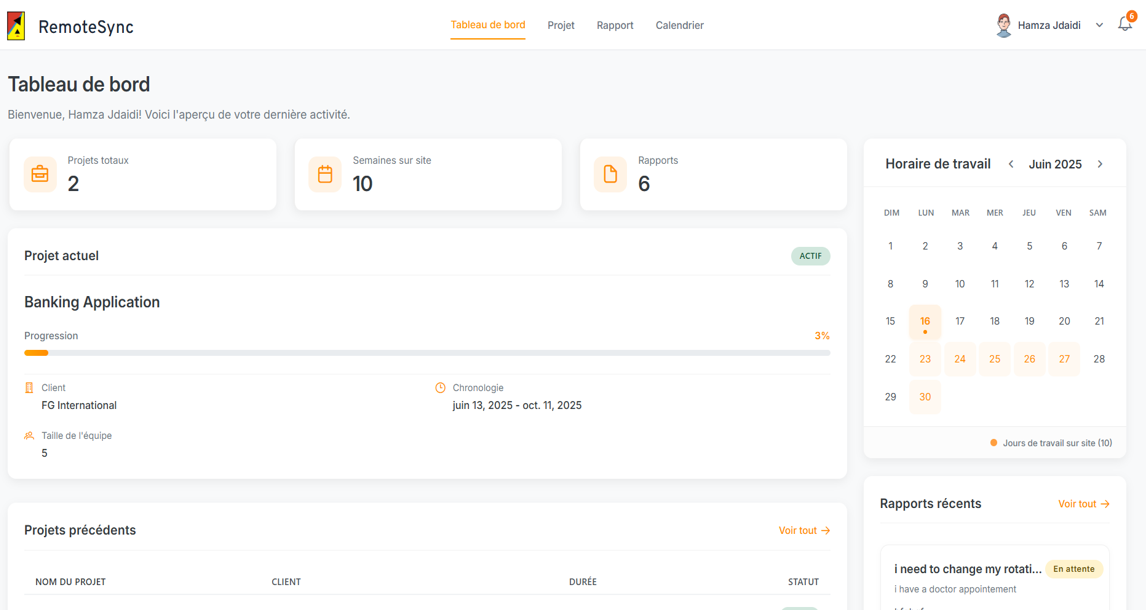 RemoteSync
Tableau de bord
Projet
Rapport
Calendrier
Hamza Jdaidi
6
Tableau de bord
Bienvenue, Hamza Jdaidi! Voici l'aperçu de votre dernière activité.
Projets totaux
2
Semaines sur site
10
Rapports
6
Projet actuel
ACTIF
Banking Application
Progression
3%
Client
FG International
Chronologie
juin 13, 2025 - oct. 11, 2025
Taille de l'équipe
5
Projets précédents
Voir tout →
NOM DU PROJET CLIENT DURÉE STATUT
Horaire de travail
Juin 2025
DIM LUN MAR MER JEU VEN SAM
1 2 3 4 5 6 7
8 9 10 11 12 13 14
15 16 17 18 19 20 21
22 23 24 25 26 27 28
29 30
Jours de travail sur site (10)
Rapports récents
Voir tout →
i need to change my rotati...
En attente
i have a doctor appointement